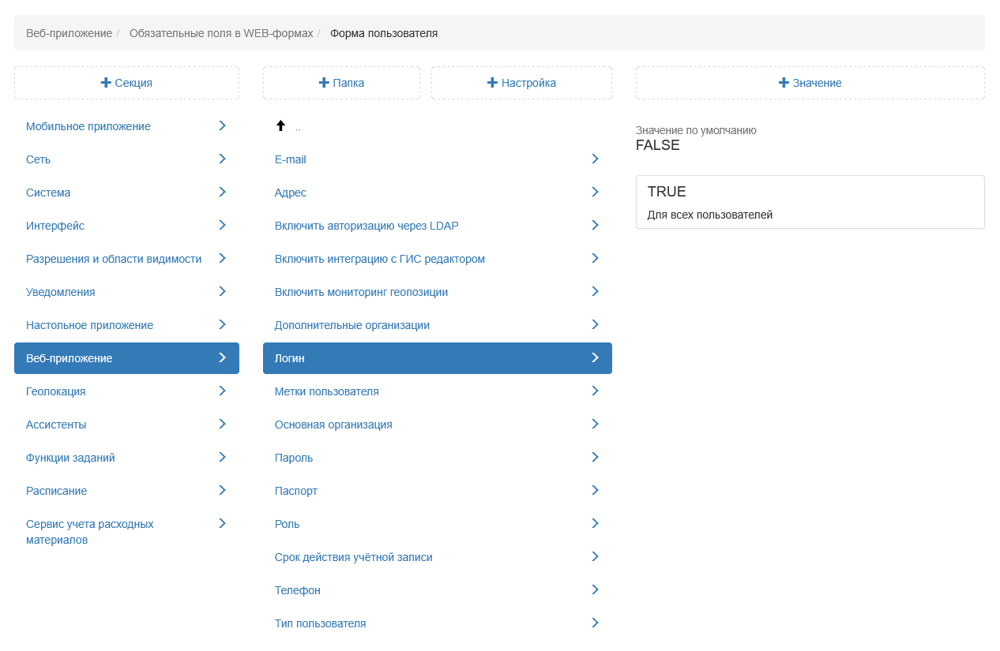 Веб-приложение / Обязательные поля в WEB-формах / Форма пользователя
Секция
Папка
Настройка
Значение
Мобильное приложение
Сеть
Система
Интерфейс
Разрешения и области видимости
Уведомления
Настольное приложение
Веб-приложение
Геолокация
Ассистенты
Функции заданий
Расписание
Сервис учета расходных
материалов
..
E-mail
Адрес
Включить авторизацию через LDAP
Включить интеграцию с ГИС редактором
Включить мониторинг геопозиции
Дополнительные организации
Логин
Метки пользователя
Основная организация
Пароль
Паспорт
Роль
Срок действия учётной записи
Телефон
Тип пользователя
Значение по умолчанию
FALSE
TRUE
Для всех пользователей